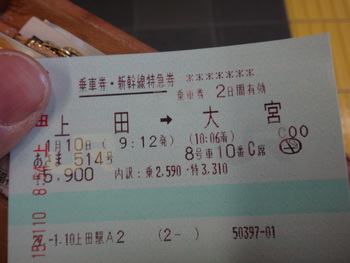 乗車券・新幹線特急券 ※※※※※※※
乗車券 2日間有効
上田 → 大宮
1月10日 (9:12発) (10:06着) C00
あさま 514号 8号車10番C席
5,900 内訳:乗2,590・特3,310
-1.10上田駅A2 (2-) 50397-01